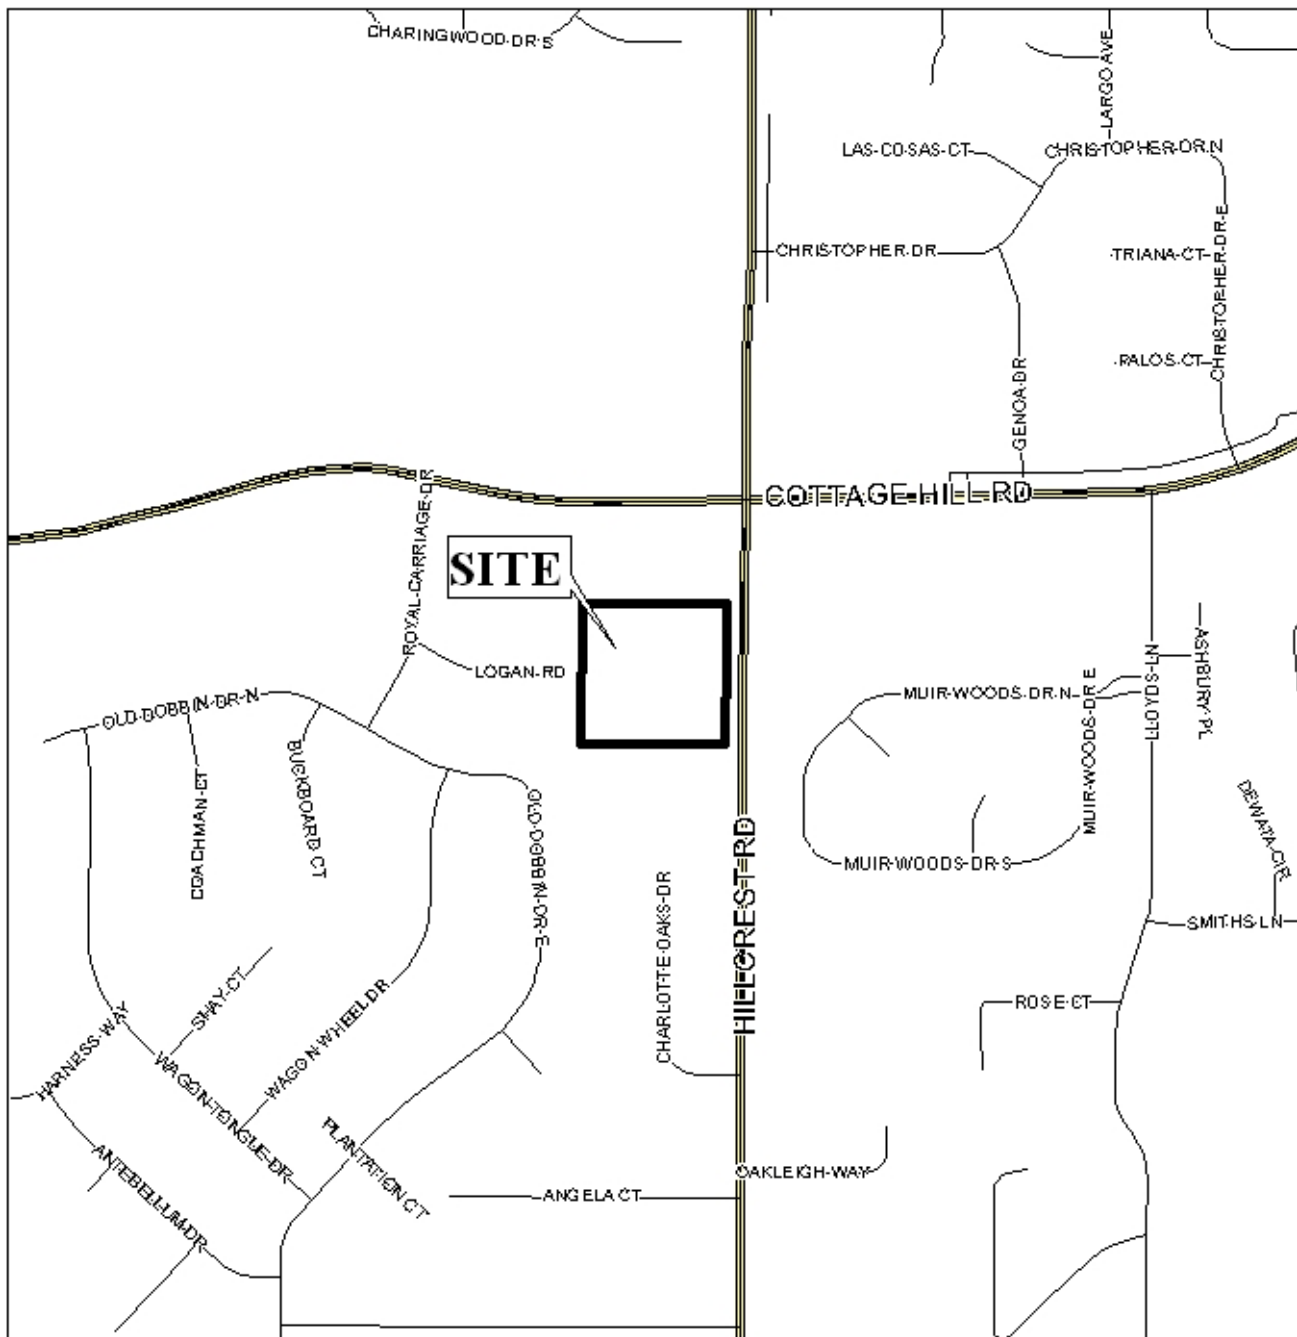 CHARINGWOOD DR S
LARGO AVE
LAS COSAS CT
CHRISTOPHER DR N
CHRISTOPHER DR
TRIANA CT
CHRISTOPHER DR E
PALOS CT
GENOA DR
COTTAGE HILL RD
ROYAL CARRIAGE DR
SITE
LOGAN RD
ASHBURY PL
LLOYDS LN
MUIR WOODS DR N
MUIR WOODS DR E
OLD DOBBIN DR N
COACHMAN CT
BUCKBOARD CT
OLD DOBBIN DR E
HILLCREST RD
MUIR WOODS DR S
DEWATA CIR
CHARLOTTE OAKS DR
SMITHS LN
SHAY CT
WAGON WHEEL DR
ROSE CT
HARNESS WAY
WAGON TONGUE DR
PLANTATION CT
ANTEBELLUM DR
OAKLEIGH WAY
ANGELA CT